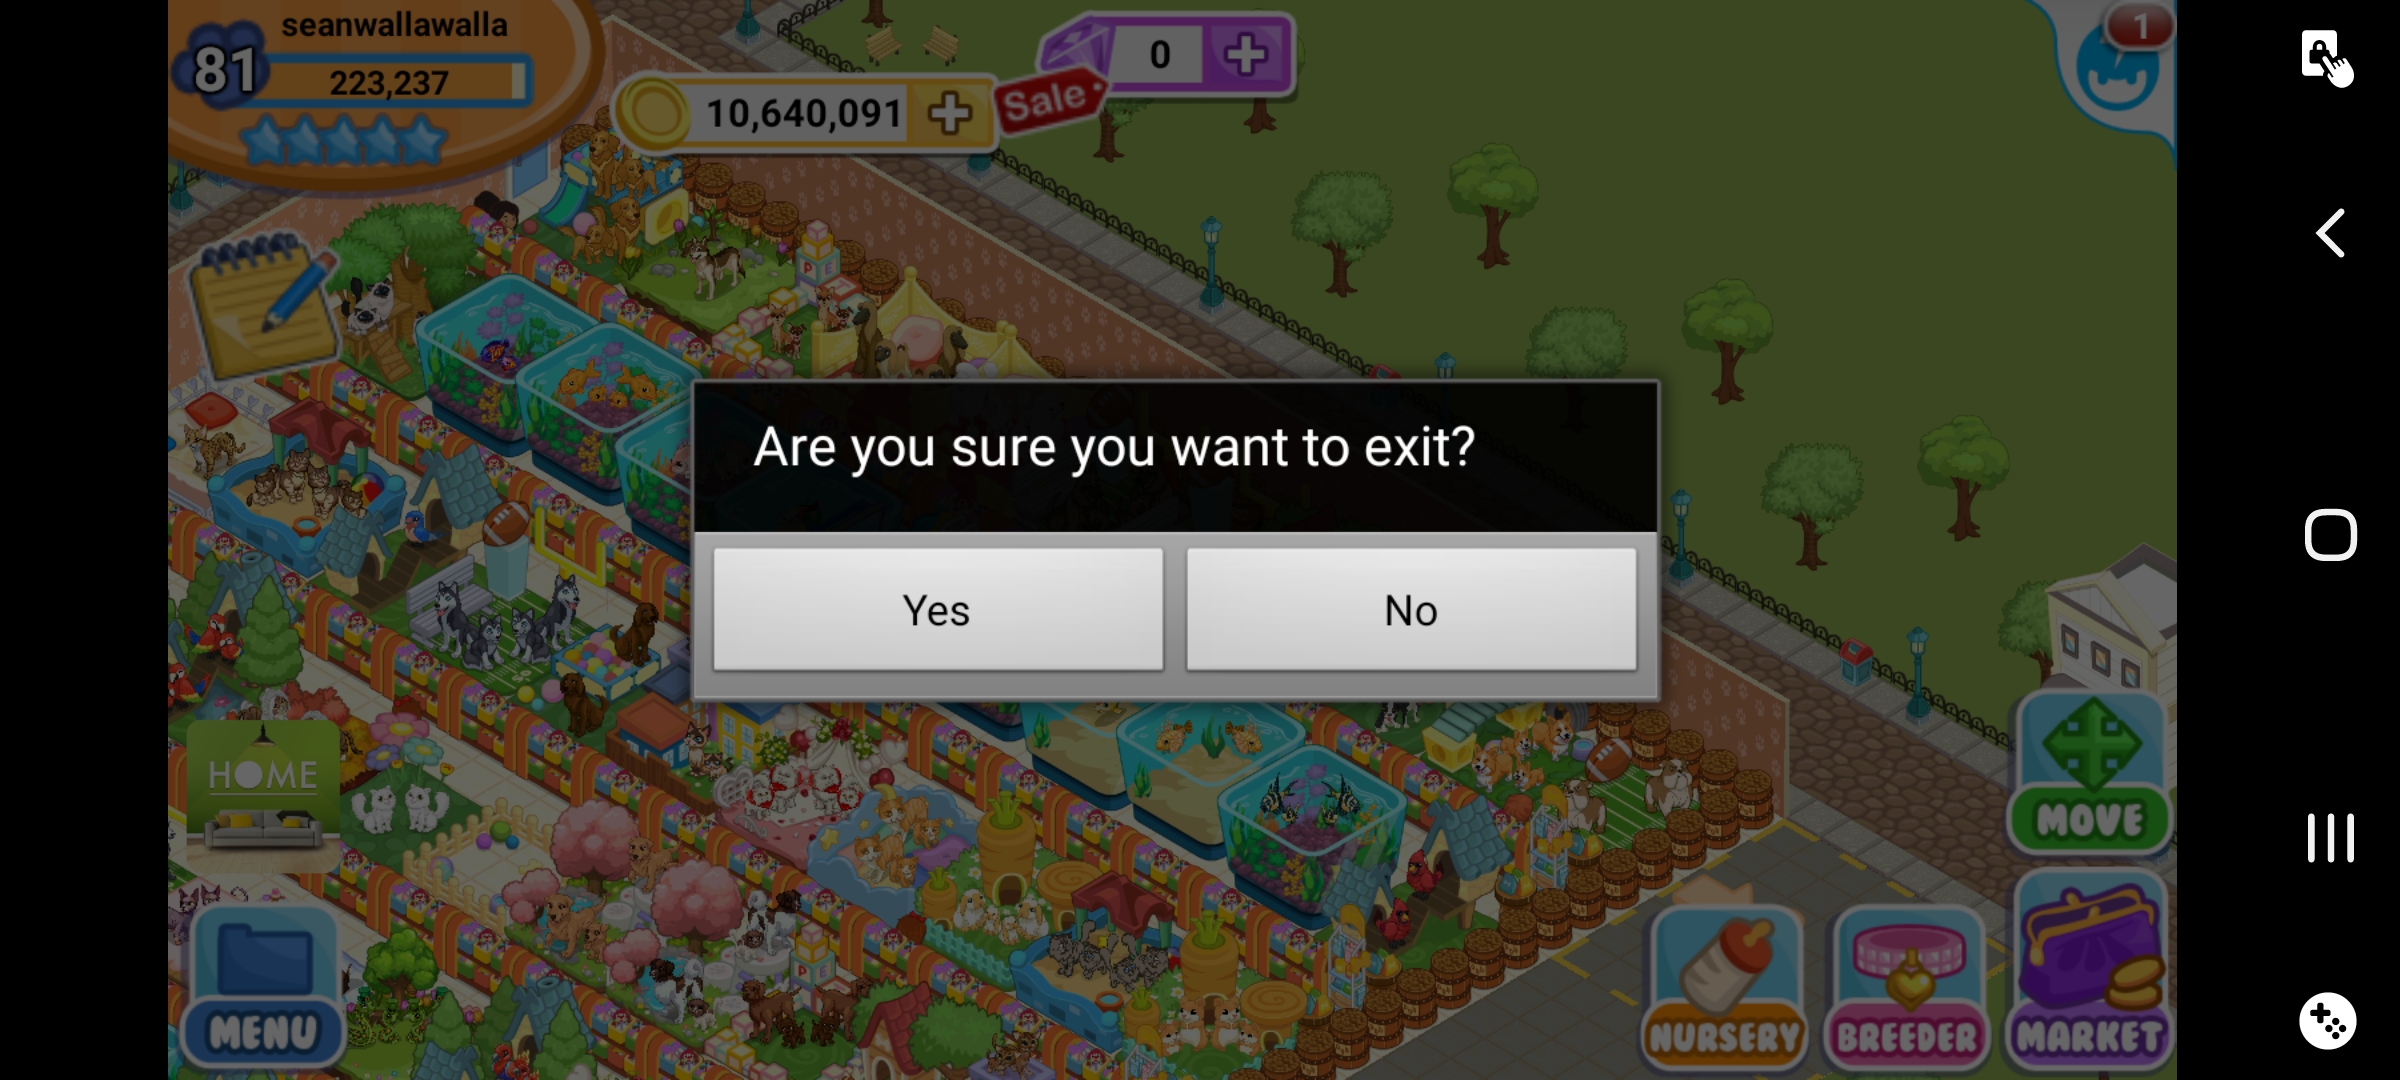 seanwallawalla
81
223,237
10,640,091
Sale
0
1
Are you sure you want to exit?
Yes
No
HOME
MOVE
MENU
NURSERY
BREEDER
MARKET